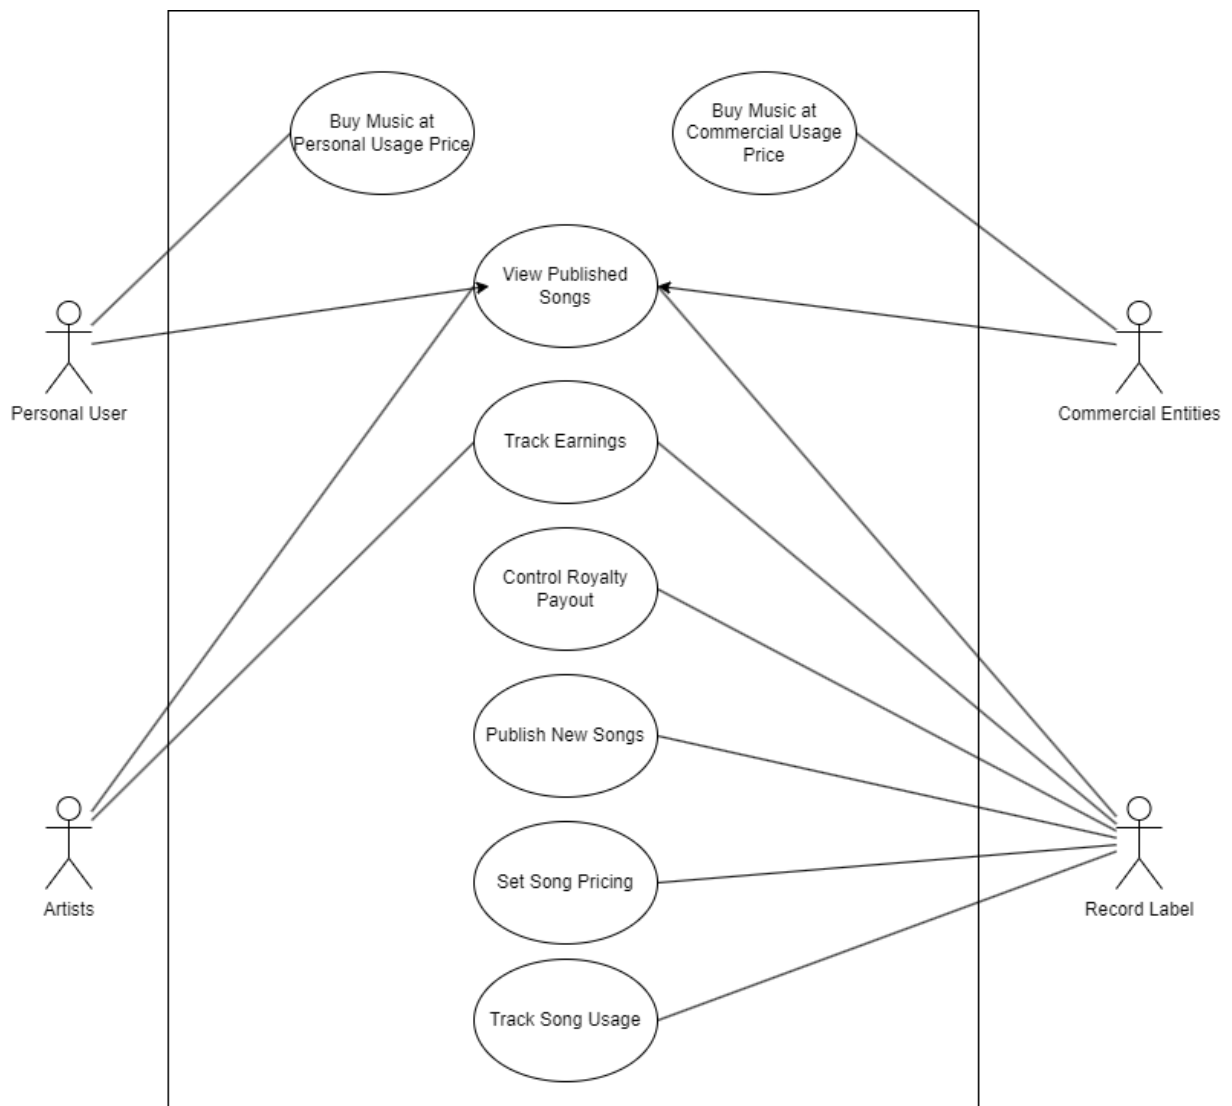 Buy Music at
Personal Usage Price
Buy Music at
Commercial Usage
Price
View Published
Songs
Personal User
Commercial Entities
Track Earnings
Control Royalty
Payout
Publish New Songs
Set Song Pricing
Artists
Record Label
Track Song Usage